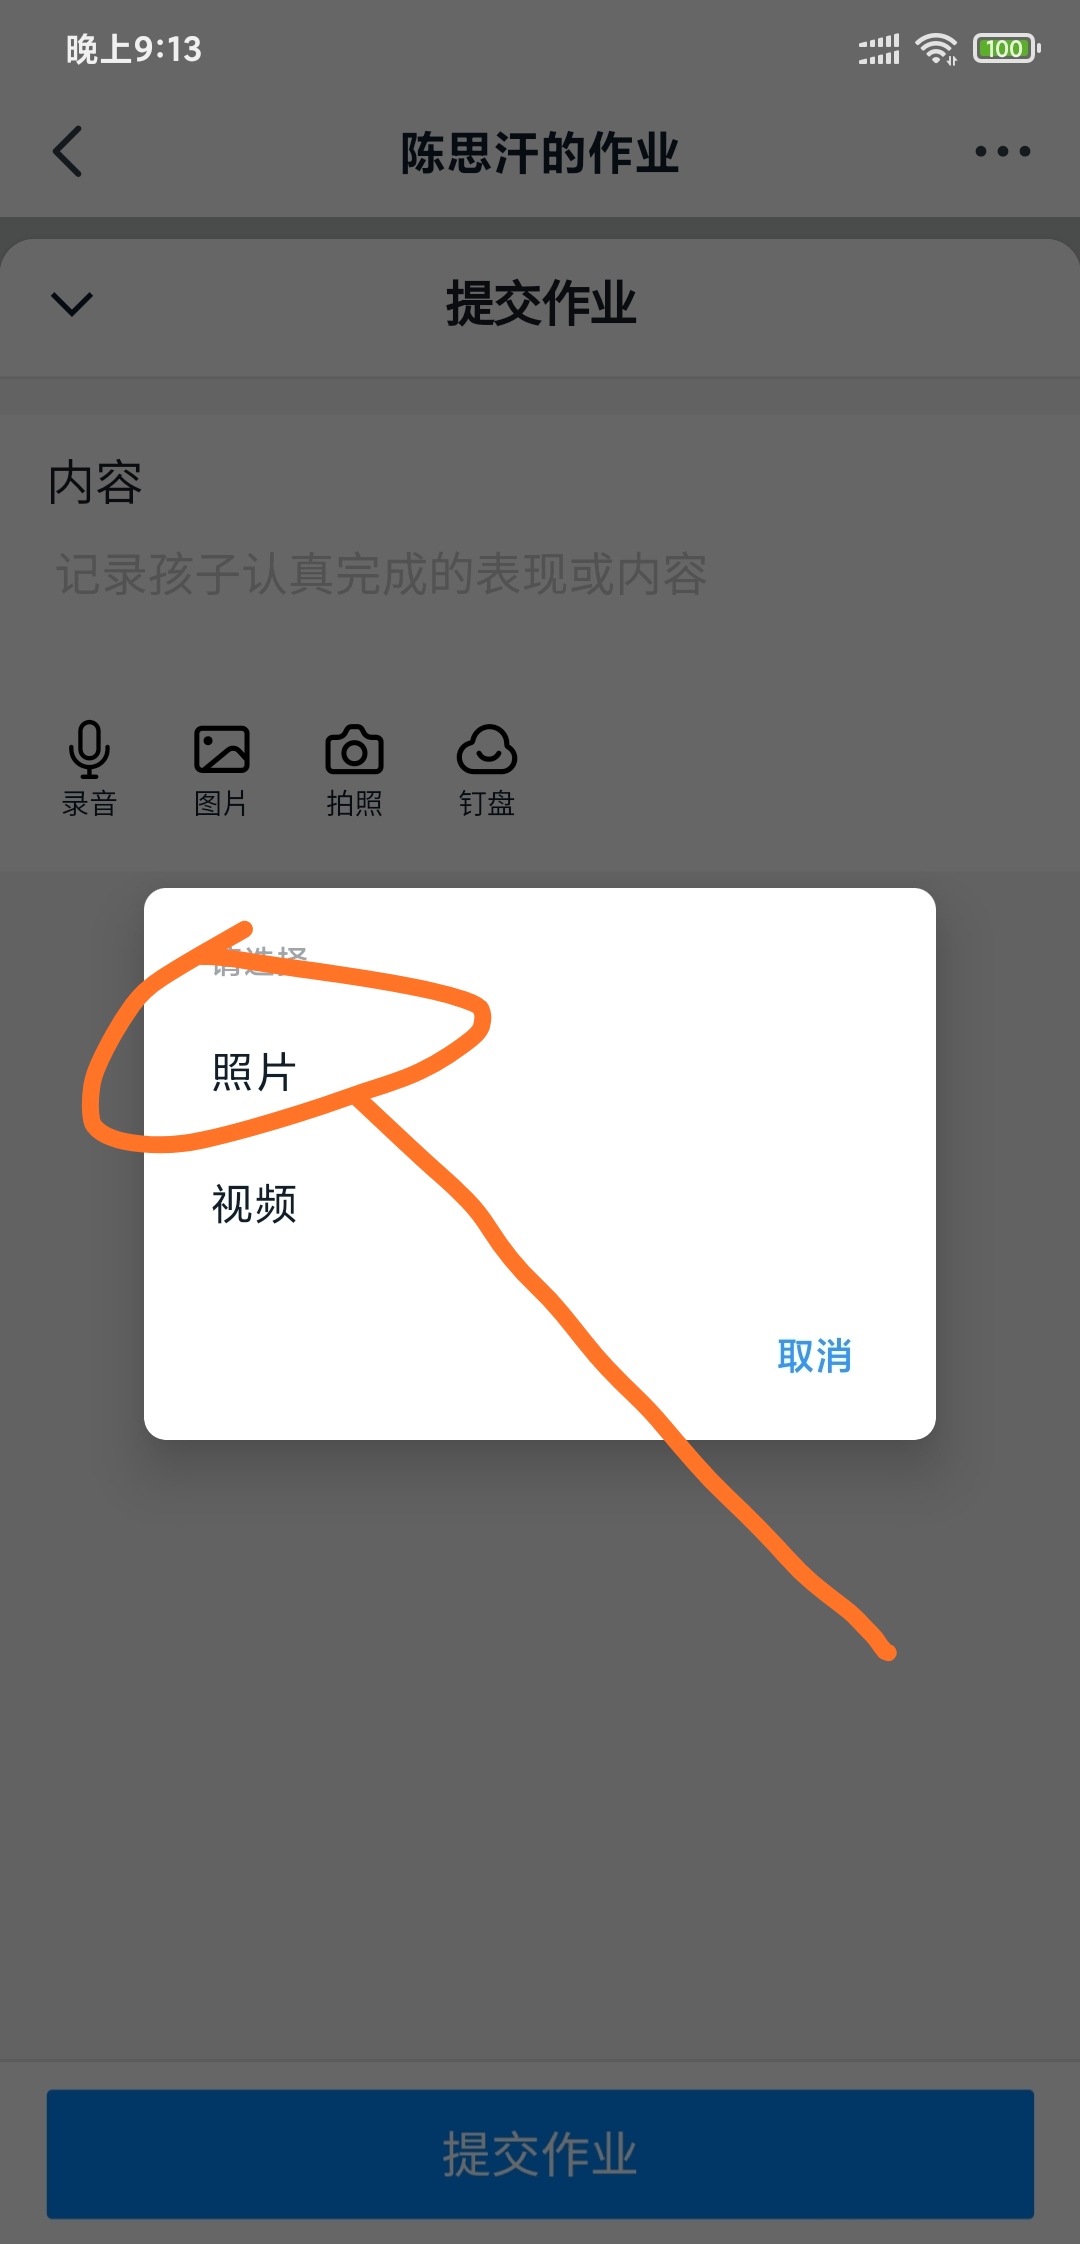 晚上9:13
100
陈思汗的作业
提交作业
内容
记录孩子认真完成的表现或内容
录音 图片 拍照 钉盘
请选择
照片
视频
取消
提交作业